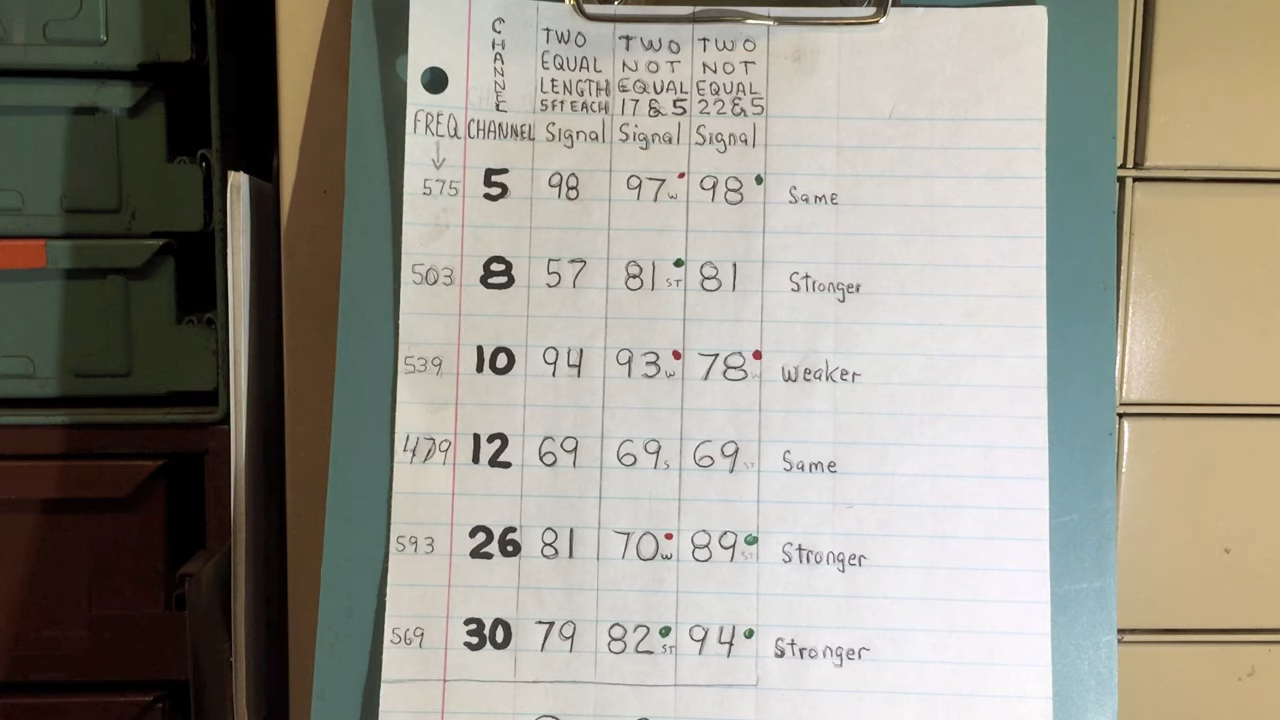 CHANNEL
TWO EQUAL LENGTH 5FT EACH
TWO NOT EQUAL 17 & 5
TWO NOT EQUAL 22 & 5
FREQ CHANNEL Signal Signal Signal
575 5 98 97 W 98 Same
503 8 57 81 ST 81 Stronger
539 10 94 93 W 78 Weaker
479 12 69 69 S 69 ST Same
593 26 81 70 W 89 ST Stronger
569 30 79 82 ST 94 Stronger